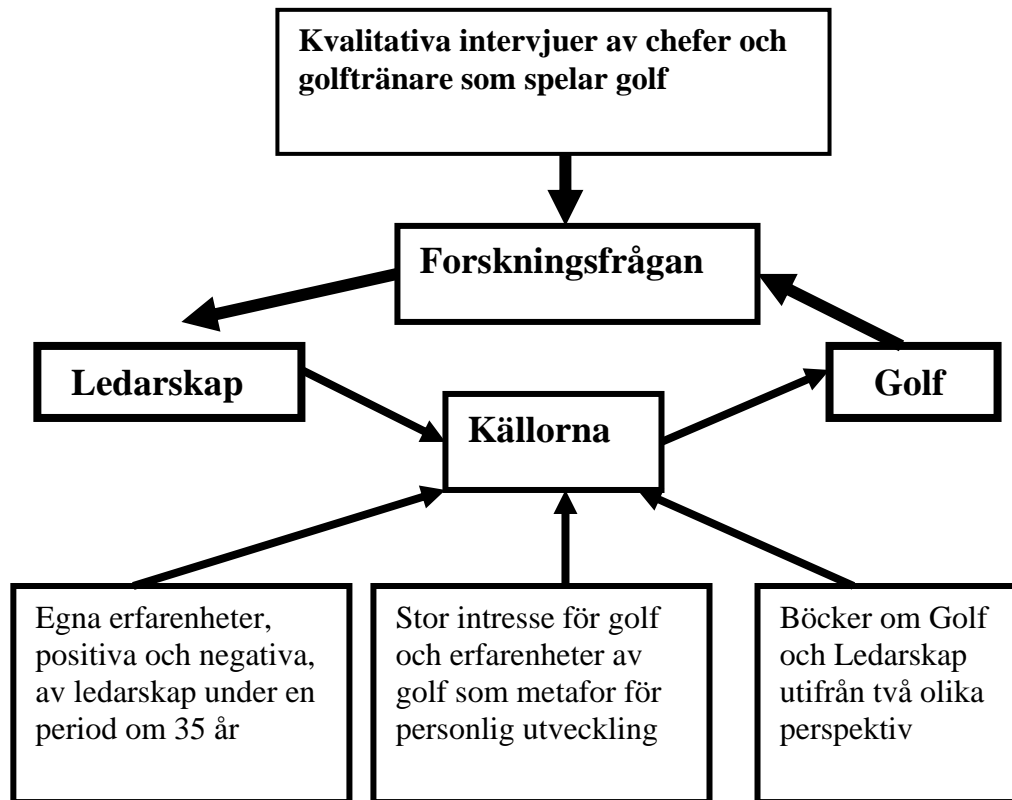 Kvalitativa intervjuer av chefer och
golftränare som spelar golf
Forskningsfrågan
Ledarskap
Golf
Källorna
Egna erfarenheter,
positiva och negativa,
av ledarskap under en
period om 35 år
Stor intresse för golf
och erfarenheter av
golf som metafor för
personlig utveckling
Böcker om Golf
och Ledarskap
utifrån två olika
perspektiv